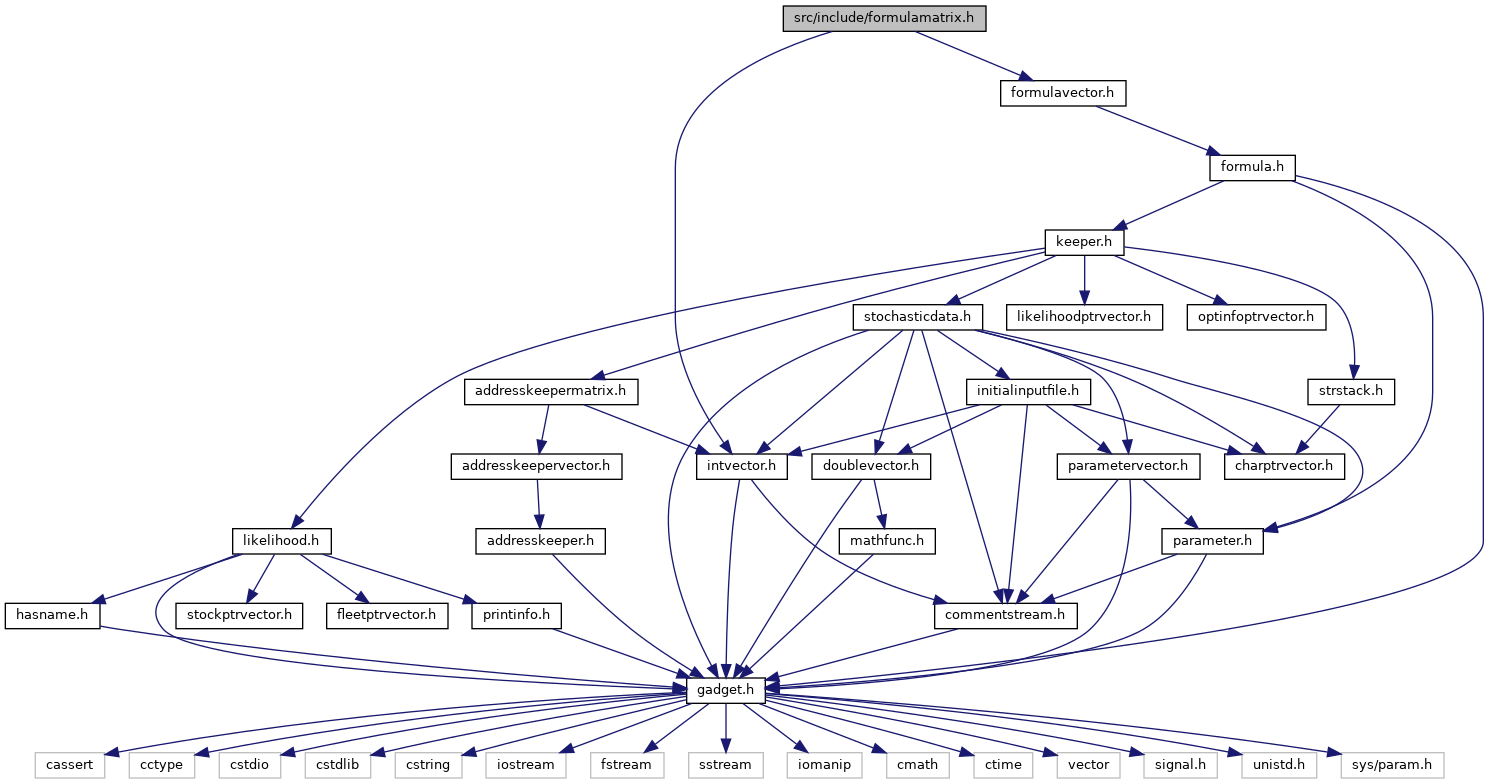 src/include/formulamatrix.h
formulavector.h
formula.h
keeper.h
stochasticdata.h
likelihoodptrvector.h
optinfoptrvector.h
addresskeepermatrix.h
initialinputfile.h
strstack.h
addresskeepervector.h
intvector.h
doublevector.h
parametervector.h
charptrvector.h
likelihood.h
addresskeeper.h
mathfunc.h
parameter.h
hasname.h
stockptrvector.h
fleetptrvector.h
printinfo.h
commentstream.h
gadget.h
cassert
cctype
cstdio
cstdlib
cstring
iostream
fstream
sstream
iomanip
cmath
ctime
vector
signal.h
unistd.h
sys/param.h